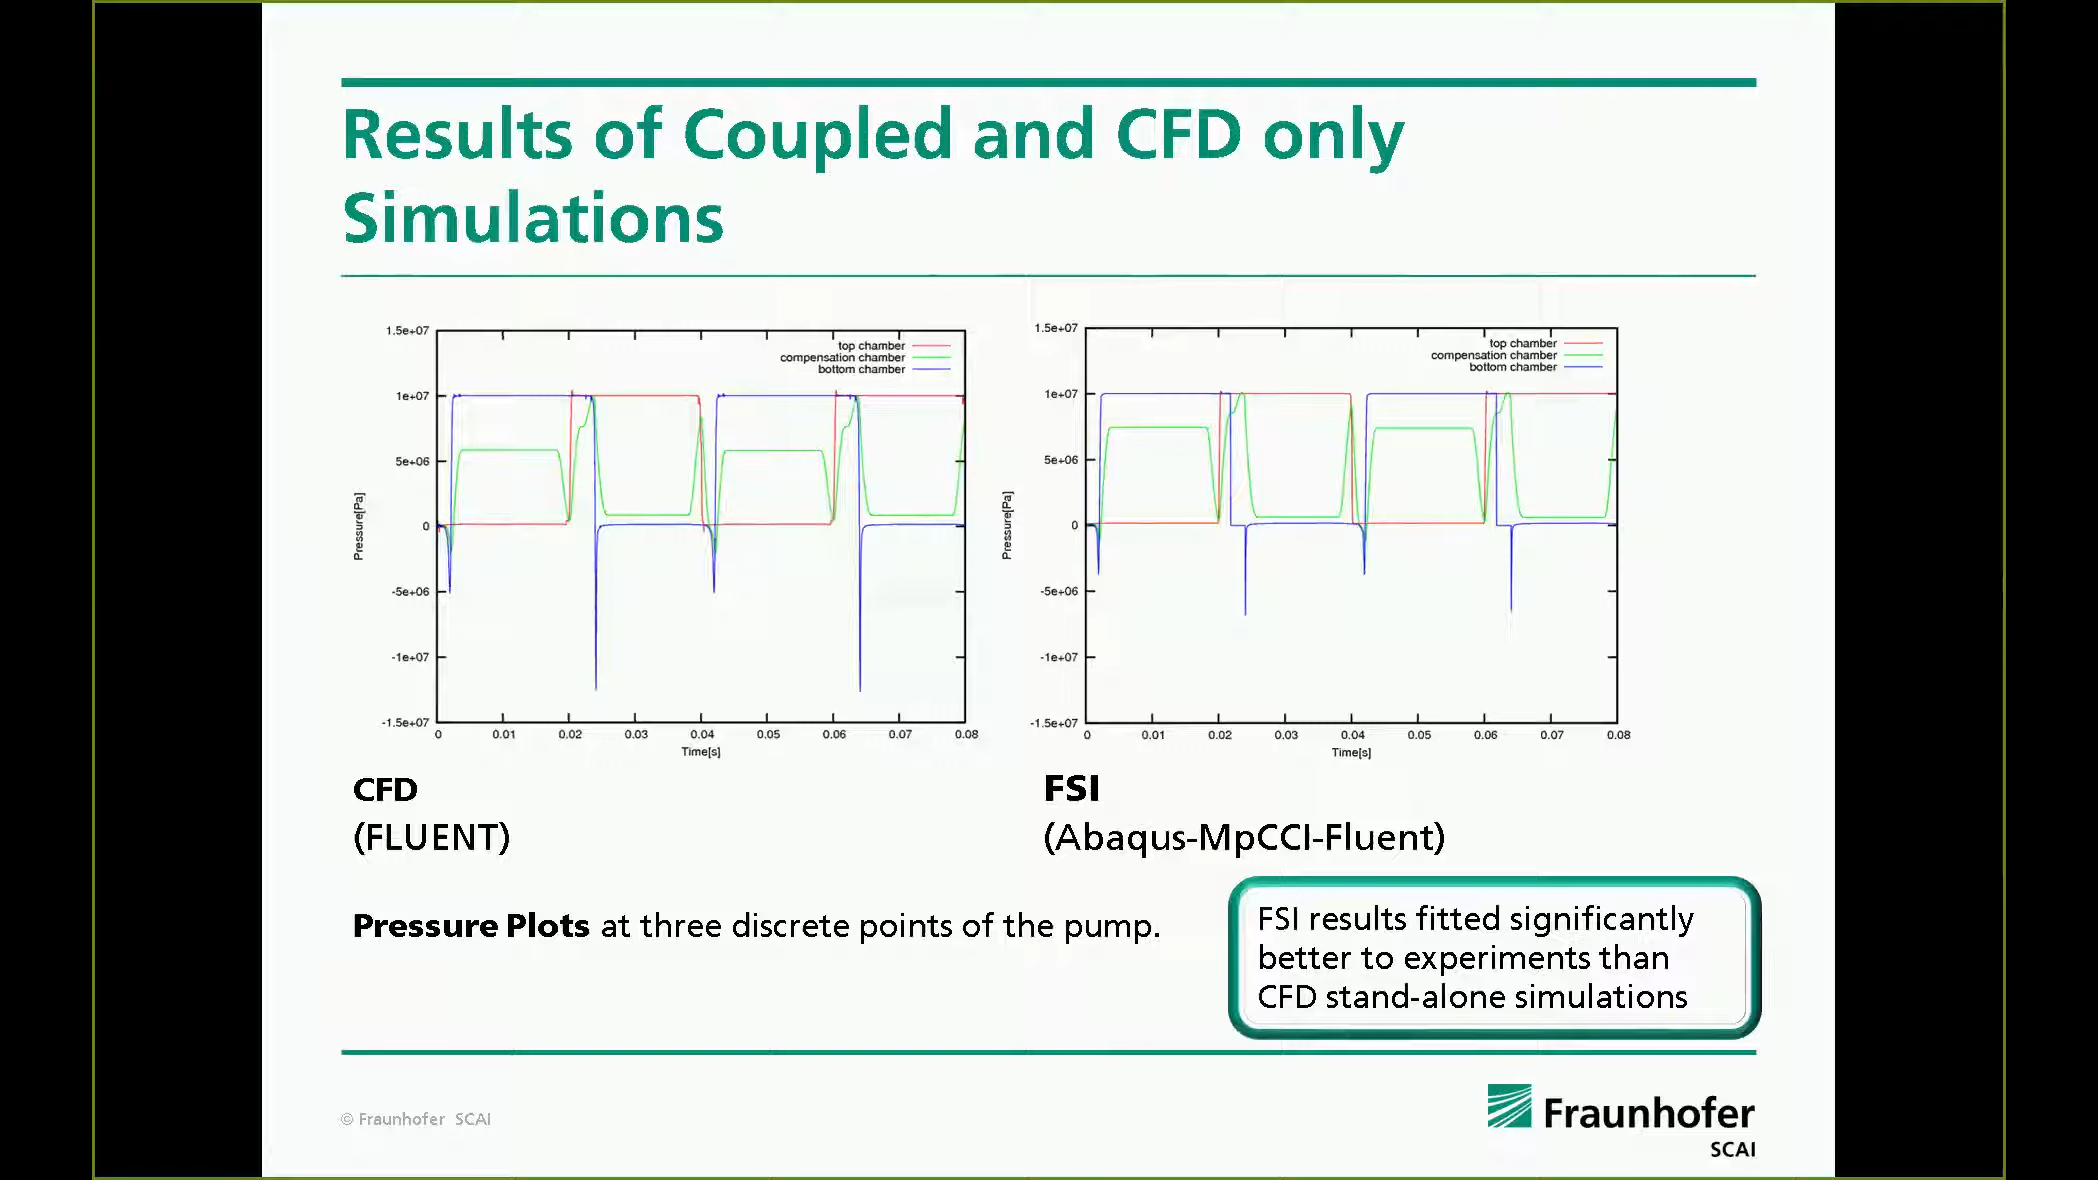 Results of Coupled and CFD only
Simulations
1.5e+07
1e+07
5e+06
0
-5e+06
-1e+07
-1.5e+07
Pressure[Pa]
top chamber
compensation chamber
bottom chamber
0 0.01 0.02 0.03 0.04 0.05 0.06 0.07 0.08
Time[s]
1.5e+07
1e+07
5e+06
0
-5e+06
-1e+07
-1.5e+07
Pressure[Pa]
top chamber
compensation chamber
bottom chamber
0 0.01 0.02 0.03 0.04 0.05 0.06 0.07 0.08
Time[s]
CFD
(FLUENT)
FSI
(Abaqus-MpCCI-Fluent)
Pressure Plots at three discrete points of the pump.
FSI results fitted significantly
better to experiments than
CFD stand-alone simulations
© Fraunhofer SCAI
Fraunhofer
SCAI